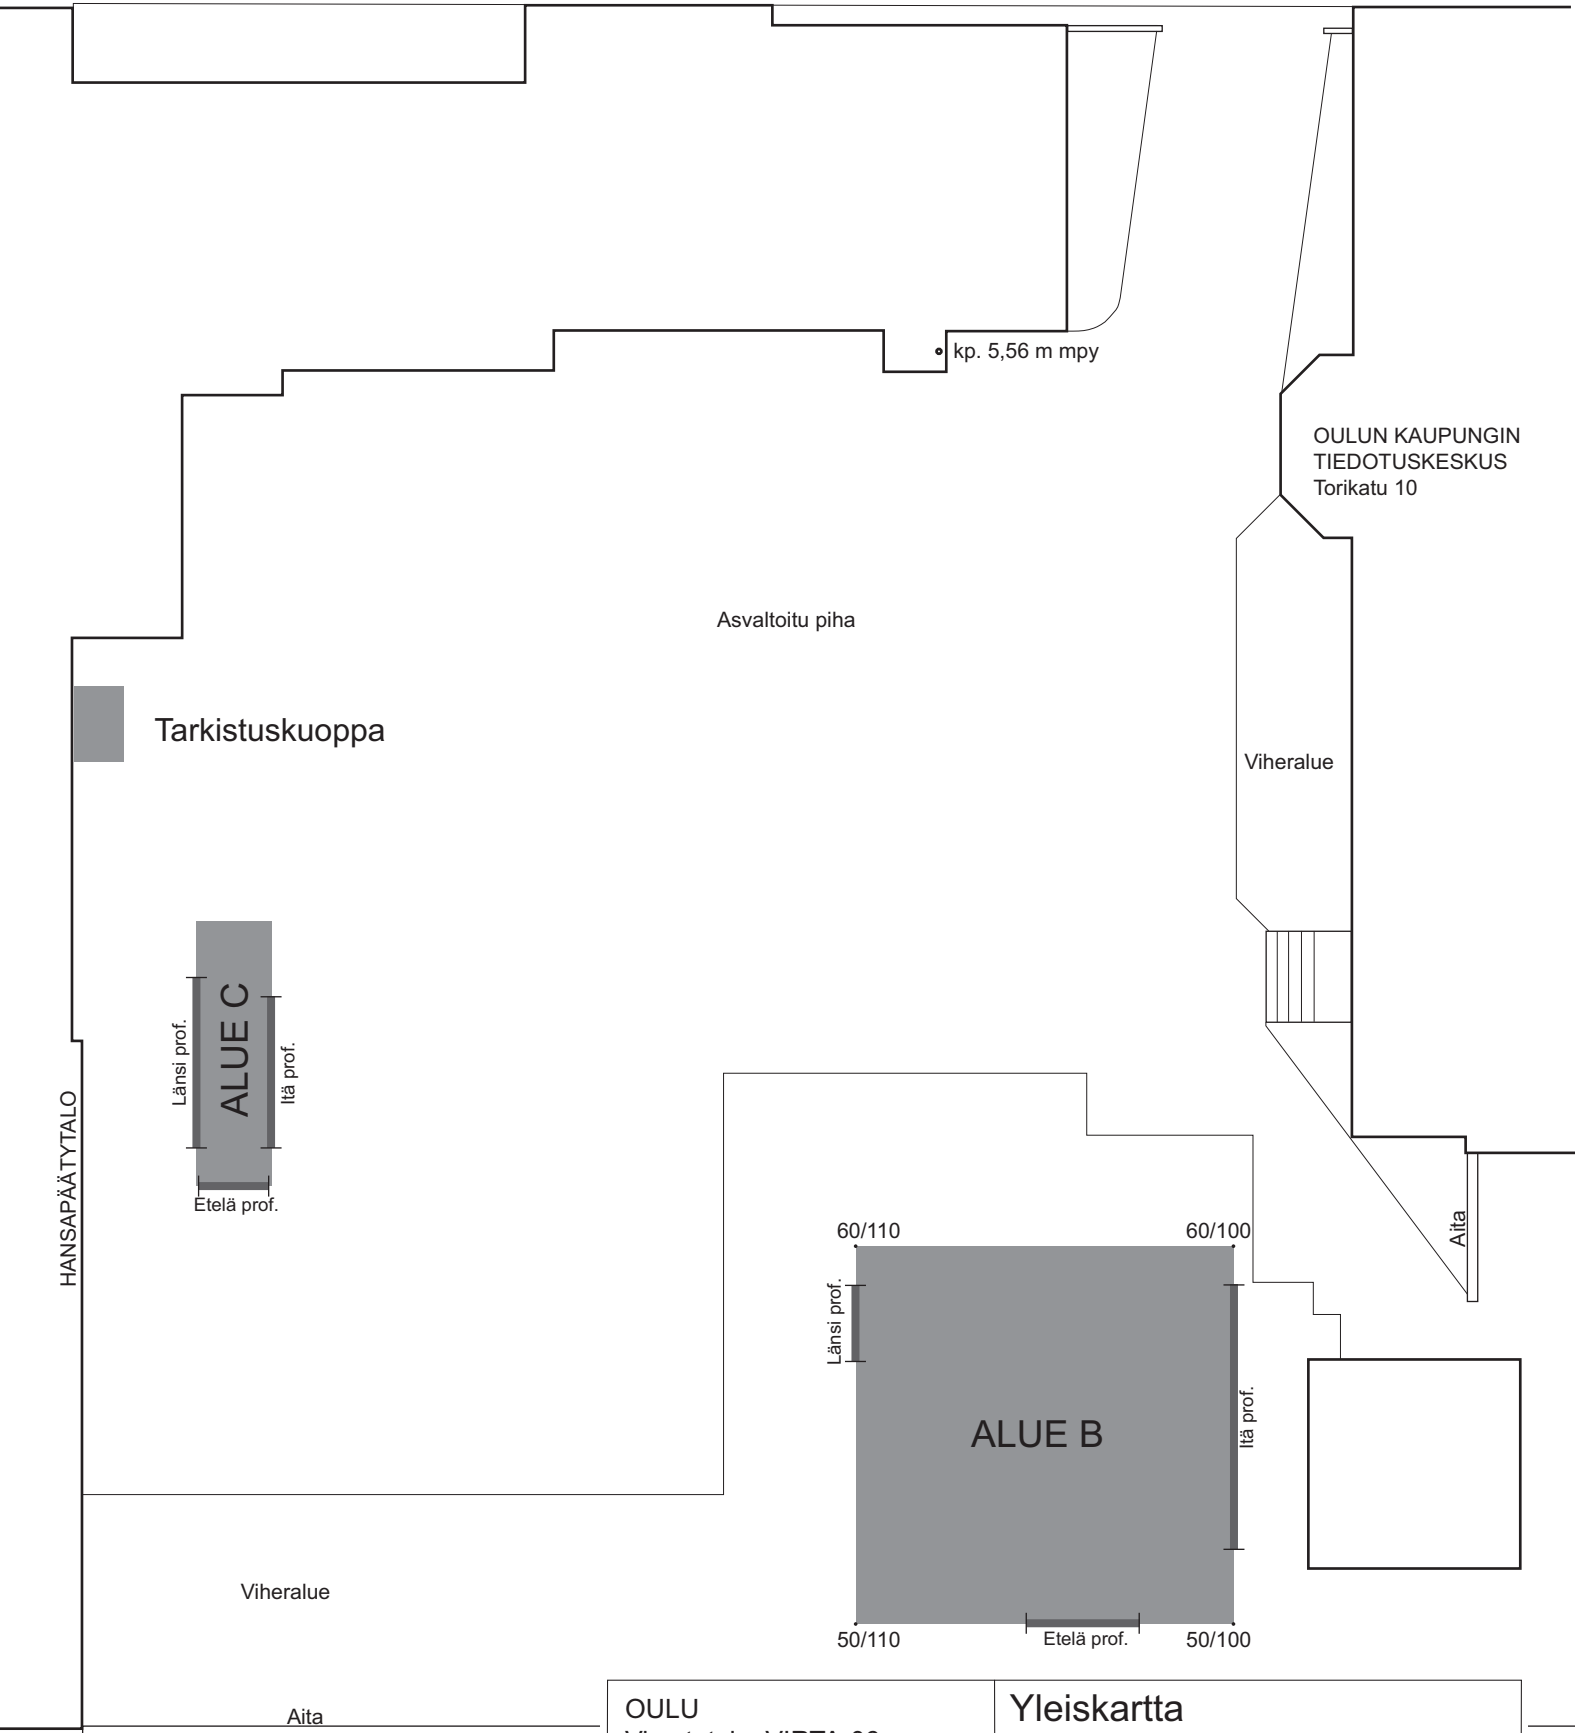 kp. 5,56 m mpy
OULUN KAUPUNGIN
TIEDOTUSKESKUS
Torikatu 10
Asvaltoitu piha
Tarkistuskuoppa
Viheralue
ALUE C
Länsi prof.
Itä prof.
Etelä prof.
HANSAPÄÄTYTALO
Aita
60/110
60/100
Länsi prof.
ALUE B
Itä prof.
Viheralue
50/110
Etelä prof.
50/100
Aita
OULU
Yleiskartta